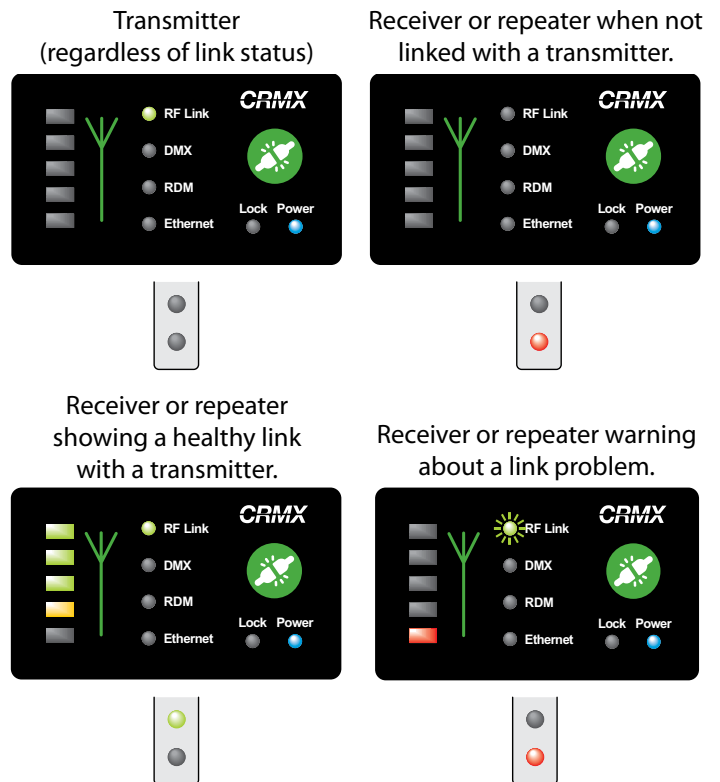 Transmitter
(regardless of link status)
CRMX
RF Link
DMX
RDM
Lock Power
Ethernet
Receiver or repeater when not
linked with a transmitter.
CRMX
RF Link
DMX
RDM
Lock Power
Ethernet
Receiver or repeater
showing a healthy link
with a transmitter.
CRMX
RF Link
DMX
RDM
Lock Power
Ethernet
Receiver or repeater warning
about a link problem.
CRMX
RF Link
DMX
RDM
Lock Power
Ethernet